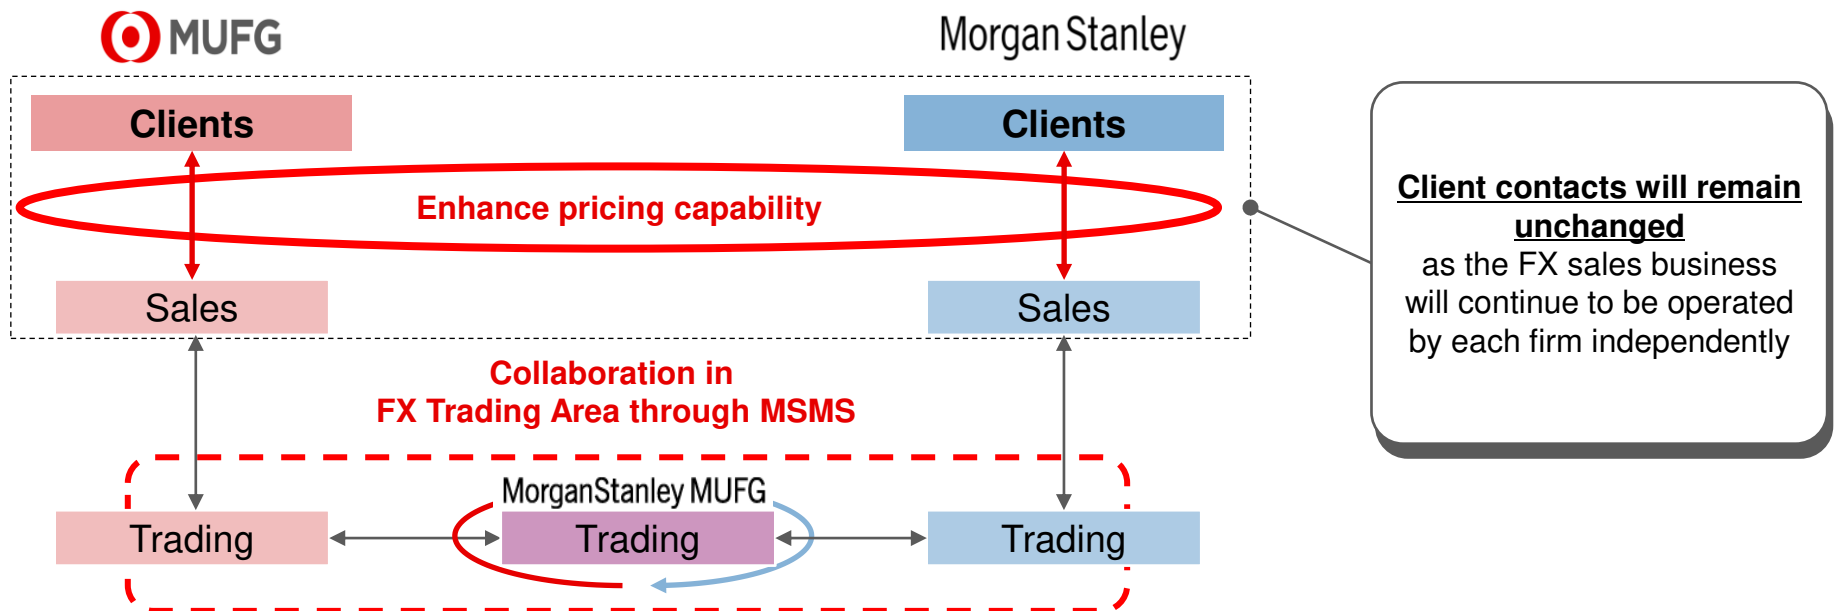 MUFG
Morgan Stanley
Clients
Clients
Enhance pricing capability
Sales
Sales
Client contacts will remain
unchanged
as the FX sales business
will continue to be operated
by each firm independently
Collaboration in
FX Trading Area through MSMS
MorganStanley MUFG
Trading
Trading
Trading